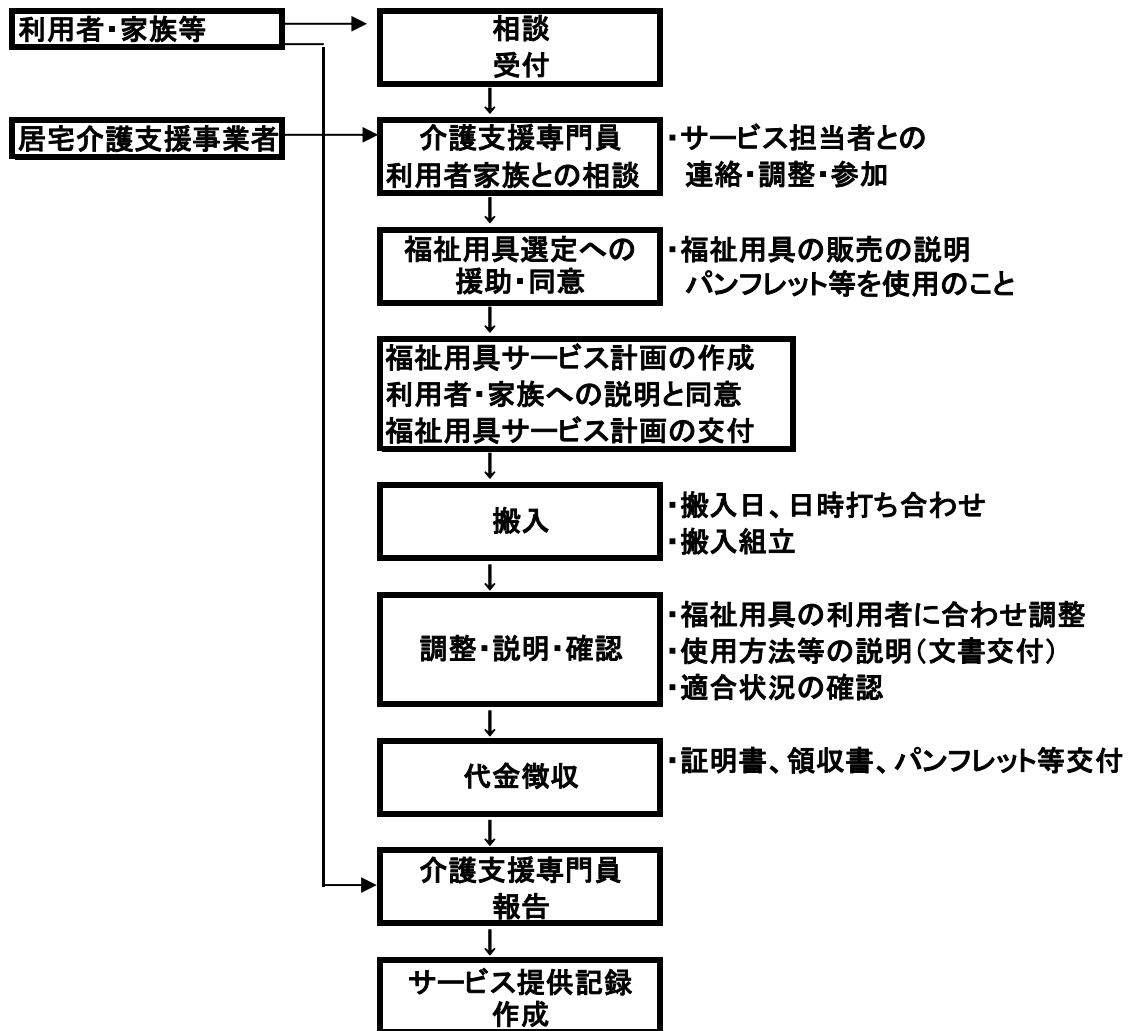 利用者・家族等
相談
受付
↓
居宅介護支援事業者
介護支援専門員
利用者家族との相談
・サービス担当者との
連絡・調整・参加
↓
福祉用具選定への
援助・同意
・福祉用具の販売の説明
パンフレット等を使用のこと
↓
福祉用具サービス計画の作成
利用者・家族への説明と同意
福祉用具サービス計画の交付
↓
搬入
・搬入日、日時打ち合わせ
・搬入組立
↓
調整・説明・確認
・福祉用具の利用者に合わせ調整
・使用方法等の説明（文書交付）
・適合状況の確認
↓
代金徴収
・証明書、領収書、パンフレット等交付
↓
介護支援専門員
報告
↓
サービス提供記録
作成